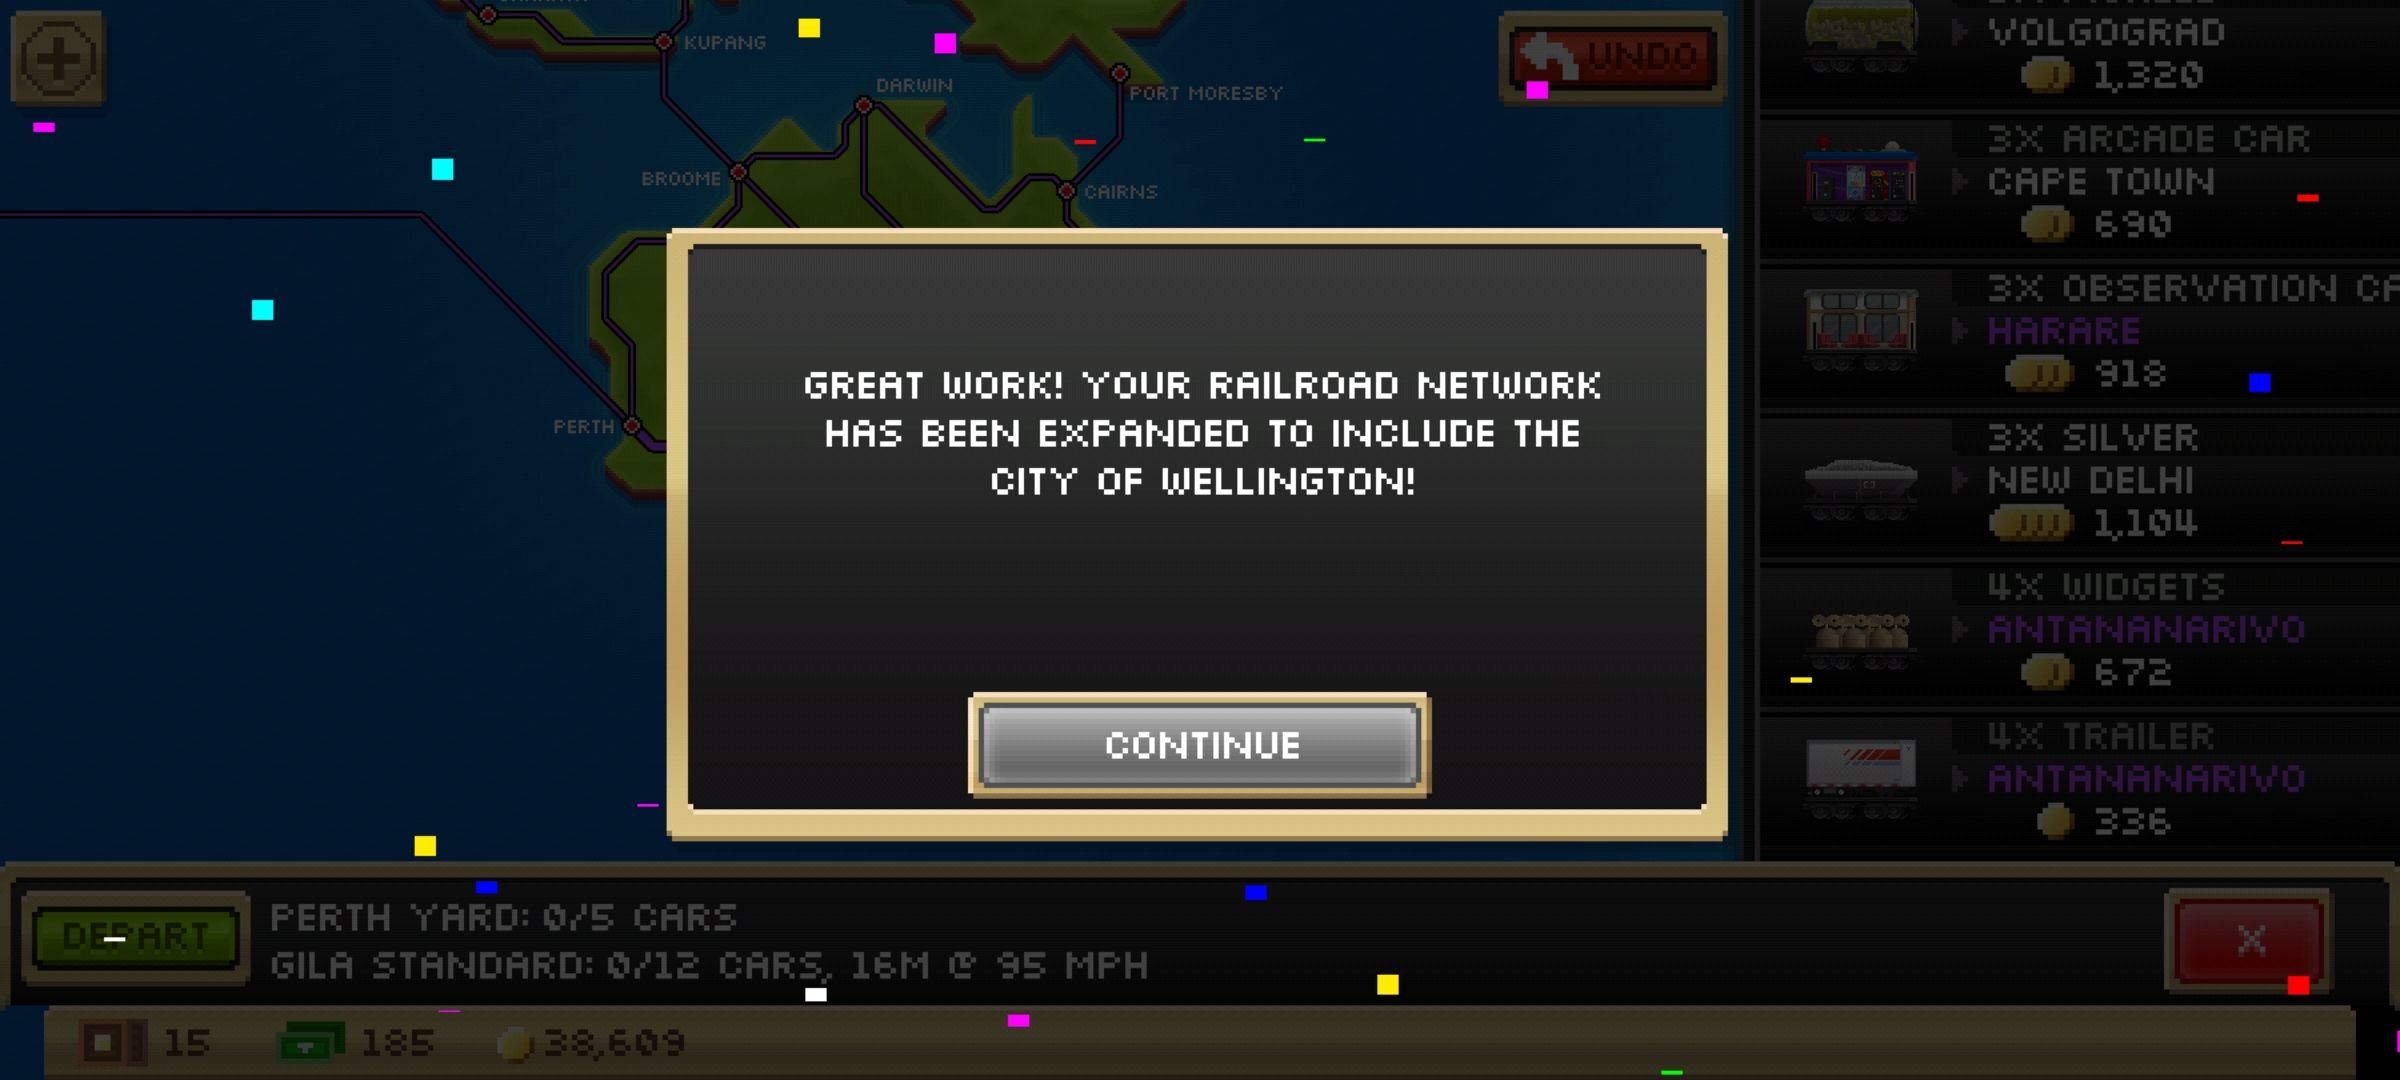 KUPANG
DARWIN
PORT MORESBY
BROOME
CAIRNS
PERTH
UNDO
GREAT WORK! YOUR RAILROAD NETWORK
HAS BEEN EXPANDED TO INCLUDE THE
CITY OF WELLINGTON!
CONTINUE
VOLGOGRAD
1,320
3X ARCADE CAR
CAPE TOWN
690
3X OBSERVATION
HARARE
918
3X SILVER
NEW DELHI
1,104
4X WIDGETS
ANTANANARIVO
672
4X TRAILER
ANTANANARIVO
336
DEPART
PERTH YARD: 0/5 CARS
GILA STANDARD: 0/12 CARS, 16M @ 95 MPH
X
15
185
38,609